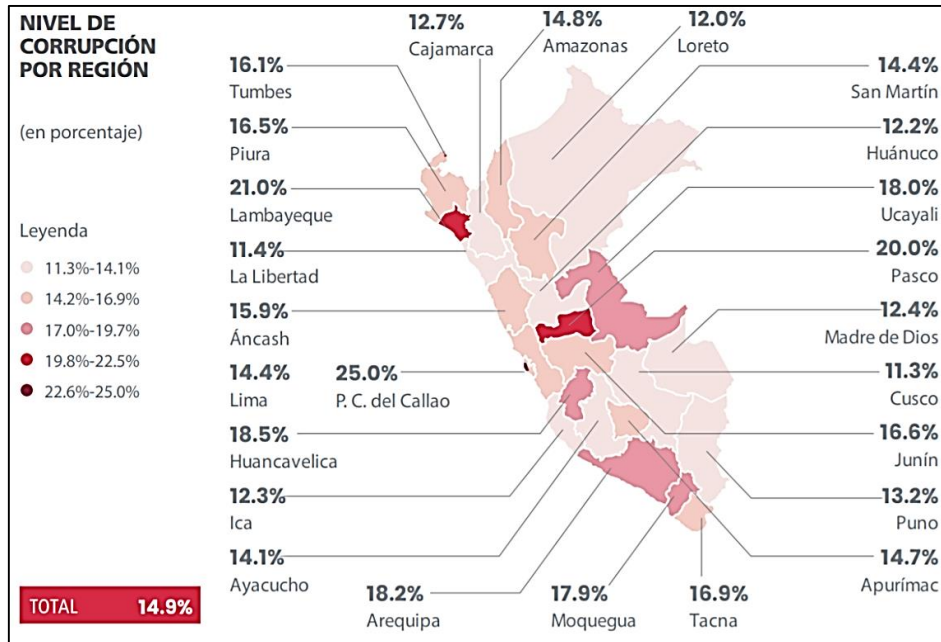 NIVEL DE
CORRUPCIÓN
POR REGIÓN
(en porcentaje)
Leyenda
11.3%-14.1%
14.2%-16.9%
17.0%-19.7%
19.8%-22.5%
22.6%-25.0%
TOTAL 14.9%
12.7%
Cajamarca
14.8%
Amazonas
12.0%
Loreto
16.1%
Tumbes
16.5%
Piura
21.0%
Lambayeque
11.4%
La Libertad
15.9%
Áncash
14.4%
Lima
25.0%
P. C. del Callao
18.5%
Huancavelica
12.3%
Ica
14.1%
Ayacucho
18.2%
Arequipa
17.9%
Moquegua
16.9%
Tacna
14.4%
San Martín
12.2%
Huánuco
18.0%
Ucayali
20.0%
Pasco
12.4%
Madre de Dios
11.3%
Cusco
16.6%
Junín
13.2%
Puno
14.7%
Apurímac